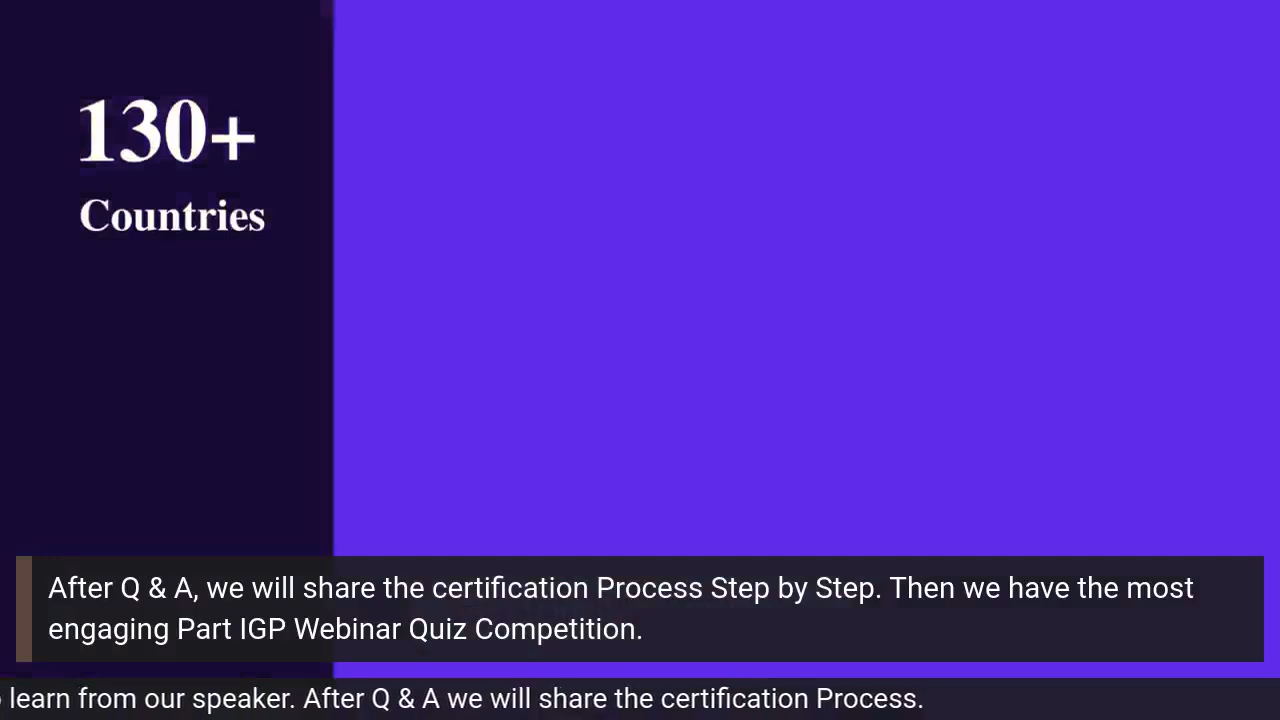 130+
Countries
After Q & A, we will share the certification Process Step by Step. Then we have the most
engaging Part IGP Webinar Quiz Competition.
learn from our speaker. After Q & A we will share the certification Process.